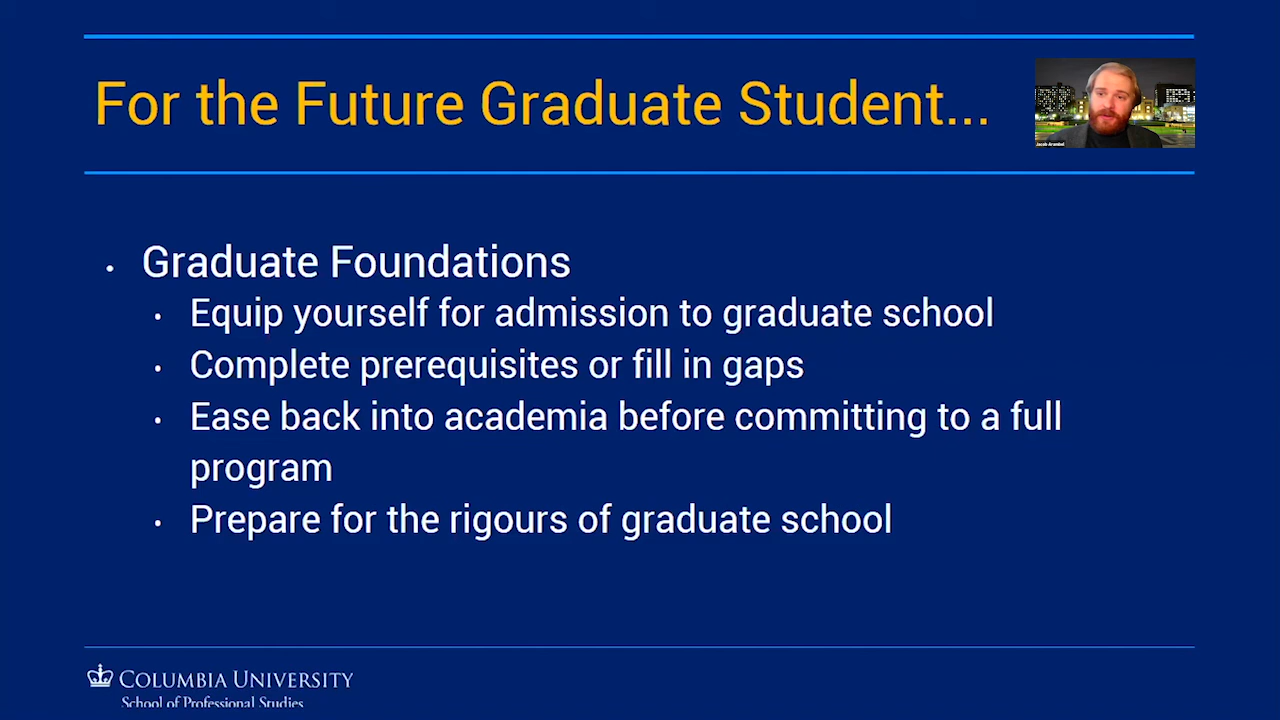 For the Future Graduate Student...
Jacob Arambel
• Graduate Foundations
• Equip yourself for admission to graduate school
• Complete prerequisites or fill in gaps
• Ease back into academia before committing to a full
program
• Prepare for the rigours of graduate school
COLUMBIA UNIVERSITY
School of Professional Studies